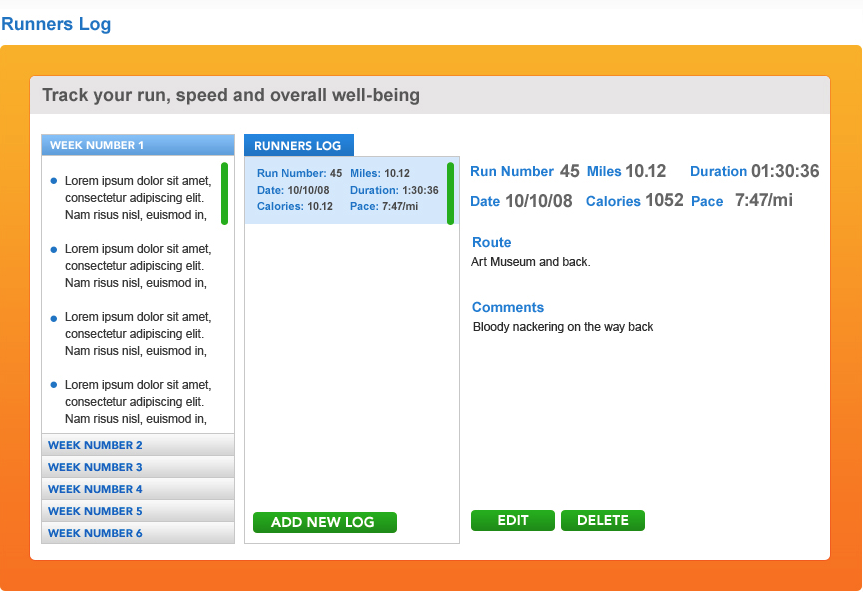 Runners Log
Track your run, speed and overall well-being
WEEK NUMBER 1
Lorem ipsum dolor sit amet,
consectetur adipiscing elit.
Nam risus nisl, euismod in,
Lorem ipsum dolor sit amet,
consectetur adipiscing elit.
Nam risus nisl, euismod in,
Lorem ipsum dolor sit amet,
consectetur adipiscing elit.
Nam risus nisl, euismod in,
Lorem ipsum dolor sit amet,
consectetur adipiscing elit.
Nam risus nisl, euismod in,
WEEK NUMBER 2
WEEK NUMBER 3
WEEK NUMBER 4
WEEK NUMBER 5
WEEK NUMBER 6
RUNNERS LOG
Run Number: 45 Miles: 10.12
Date: 10/10/08 Duration: 1:30:36
Calories: 10.12 Pace: 7:47/mi
ADD NEW LOG
Run Number 45 Miles 10.12 Duration 01:30:36
Date 10/10/08 Calories 1052 Pace 7:47/mi
Route
Art Museum and back.
Comments
Bloody nackering on the way back
EDIT DELETE